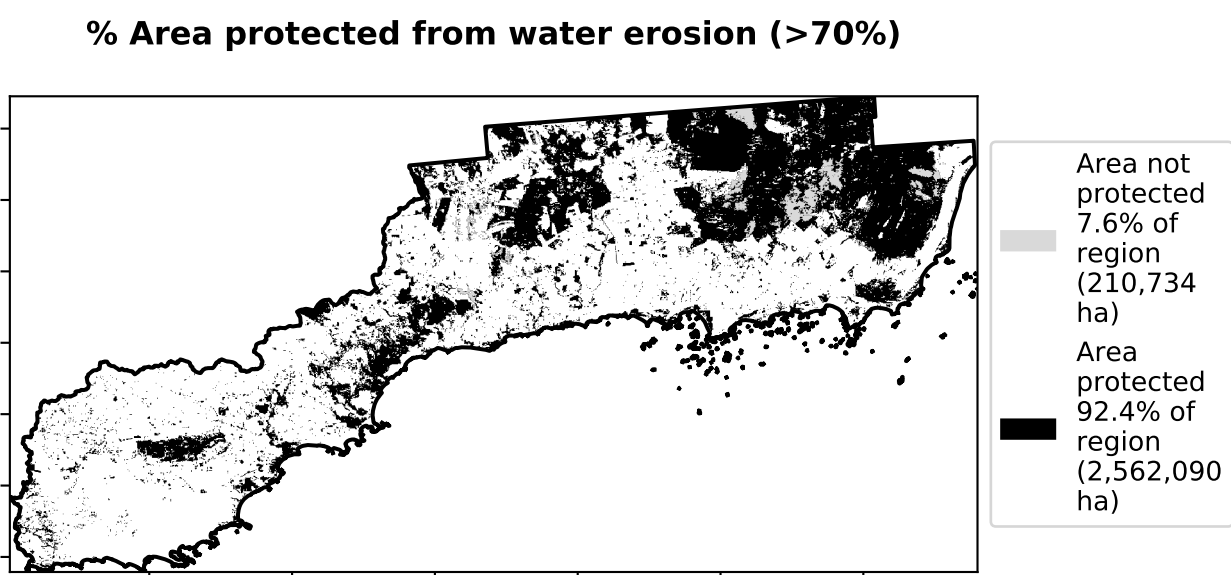 % Area protected from water erosion (>70%)
Area not
protected
7.6% of
region
(210,734
ha)
Area
protected
92.4% of
region
(2,562,090
ha)